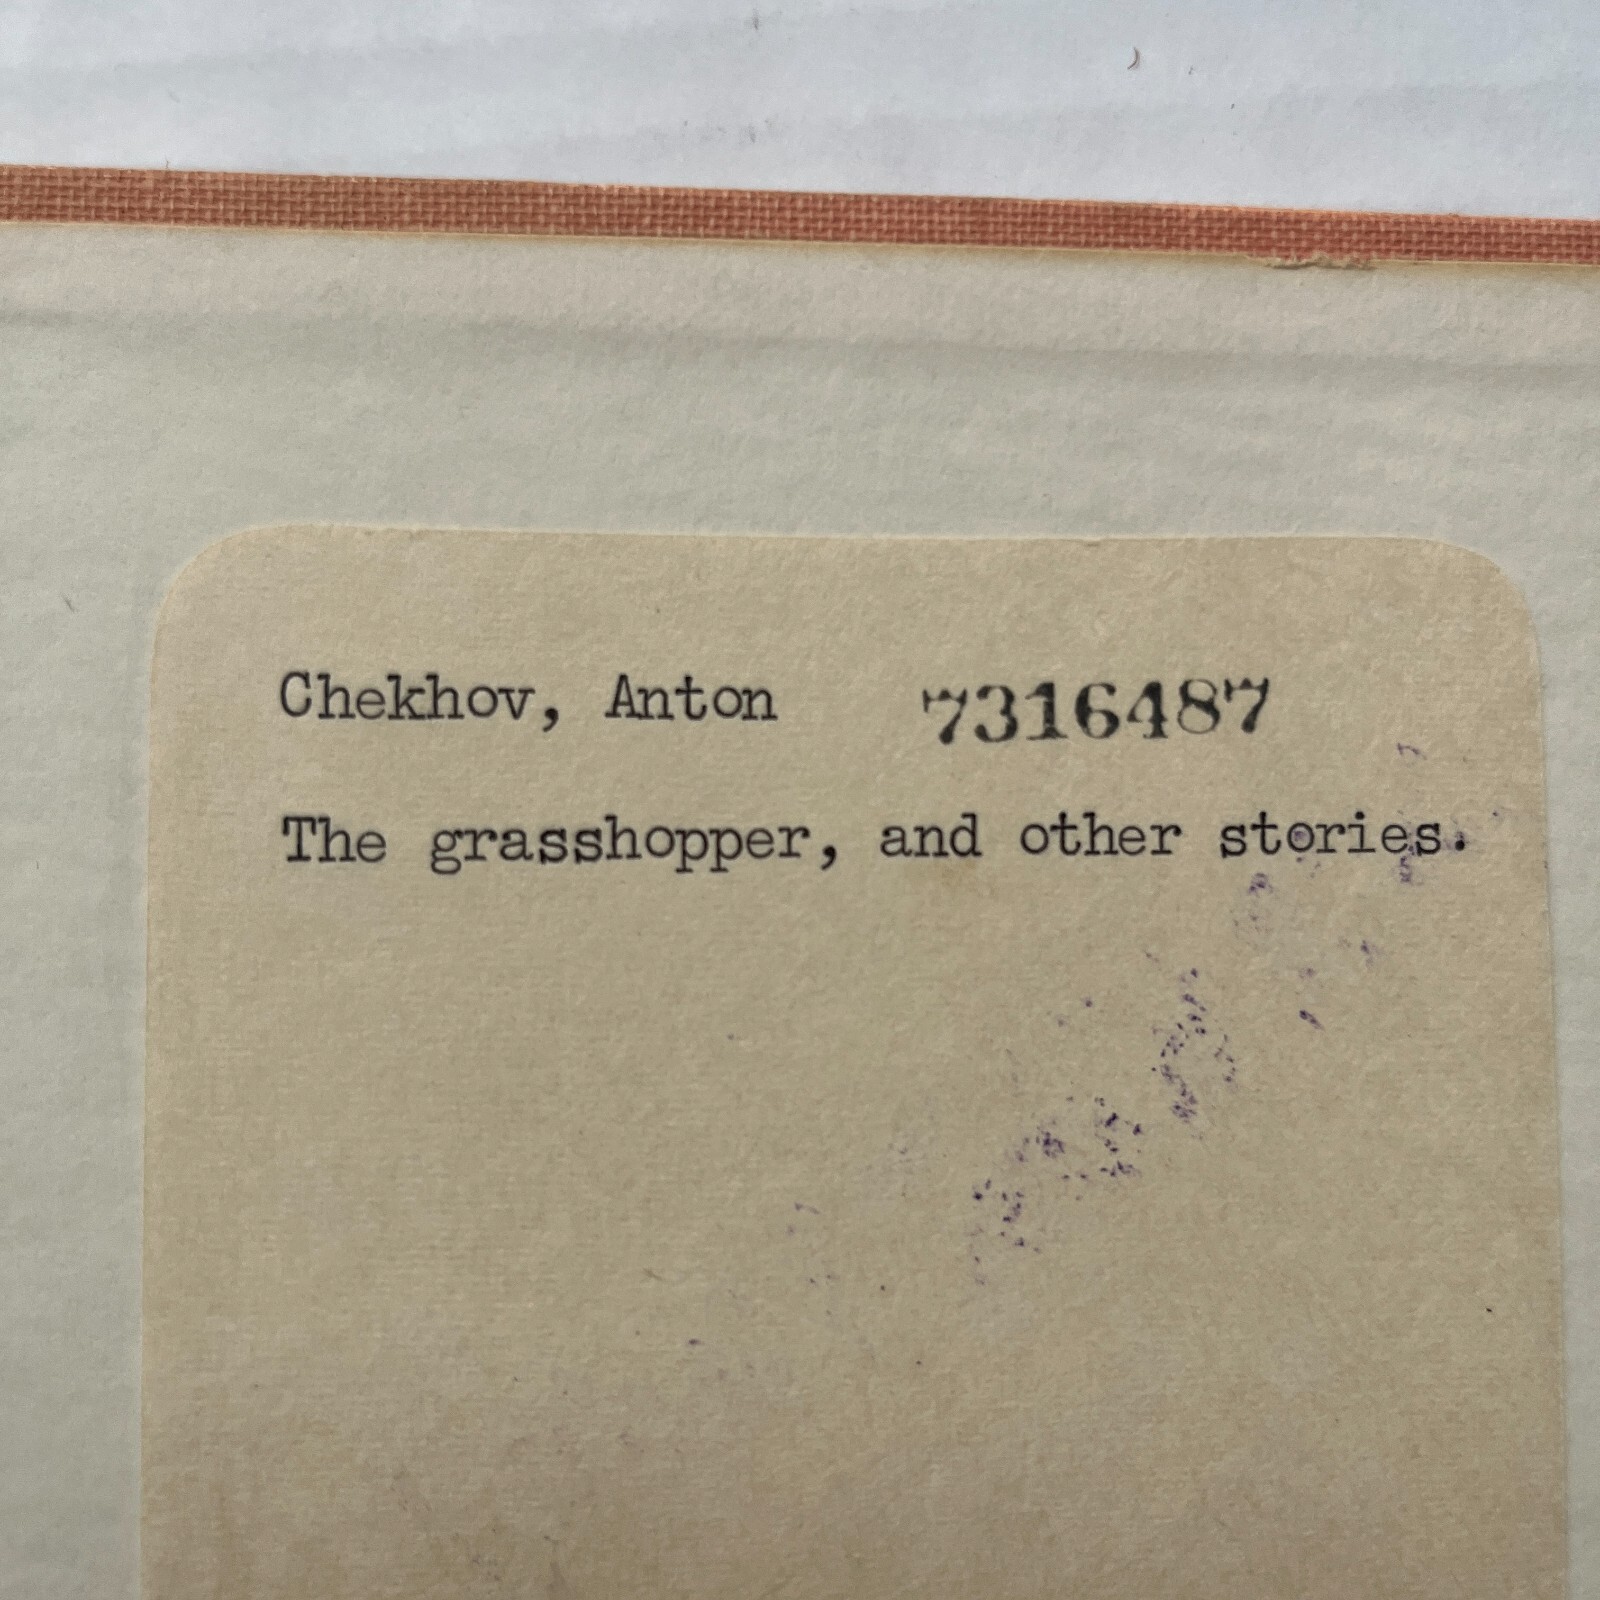 Chekhov, Anton 7316487
The grasshopper, and other stories.